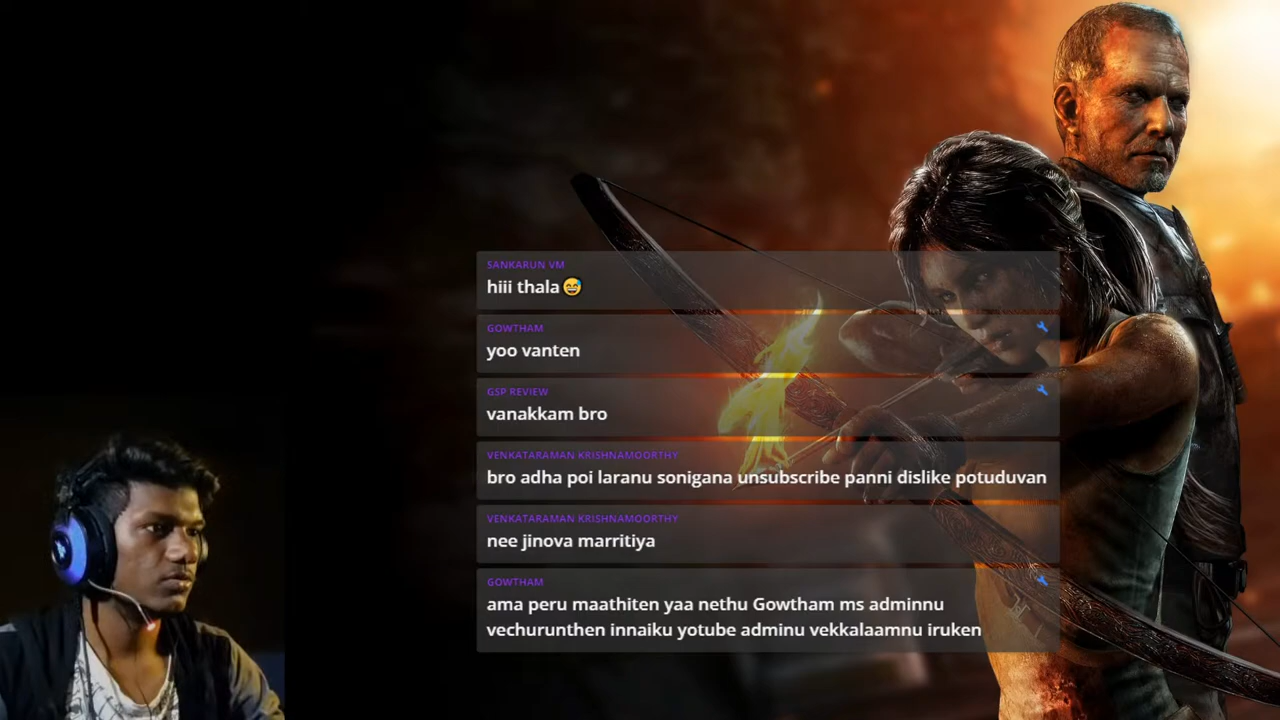 SANKARUN VM
hiii thala😅
GOWTHAM
yoo vanten
GSP REVIEW
vanakkam bro
VENKATARAMAN KRISHNAMOORTHY
bro adha poi laranu sonigana unsubscribe panni dislike potuduvan
VENKATARAMAN KRISHNAMOORTHY
nee jinova marritiya
GOWTHAM
ama peru maathiten yaa nethu Gowtham ms adminnu
vechurunthen innaiku yotube adminu vekkalaamnu iruken